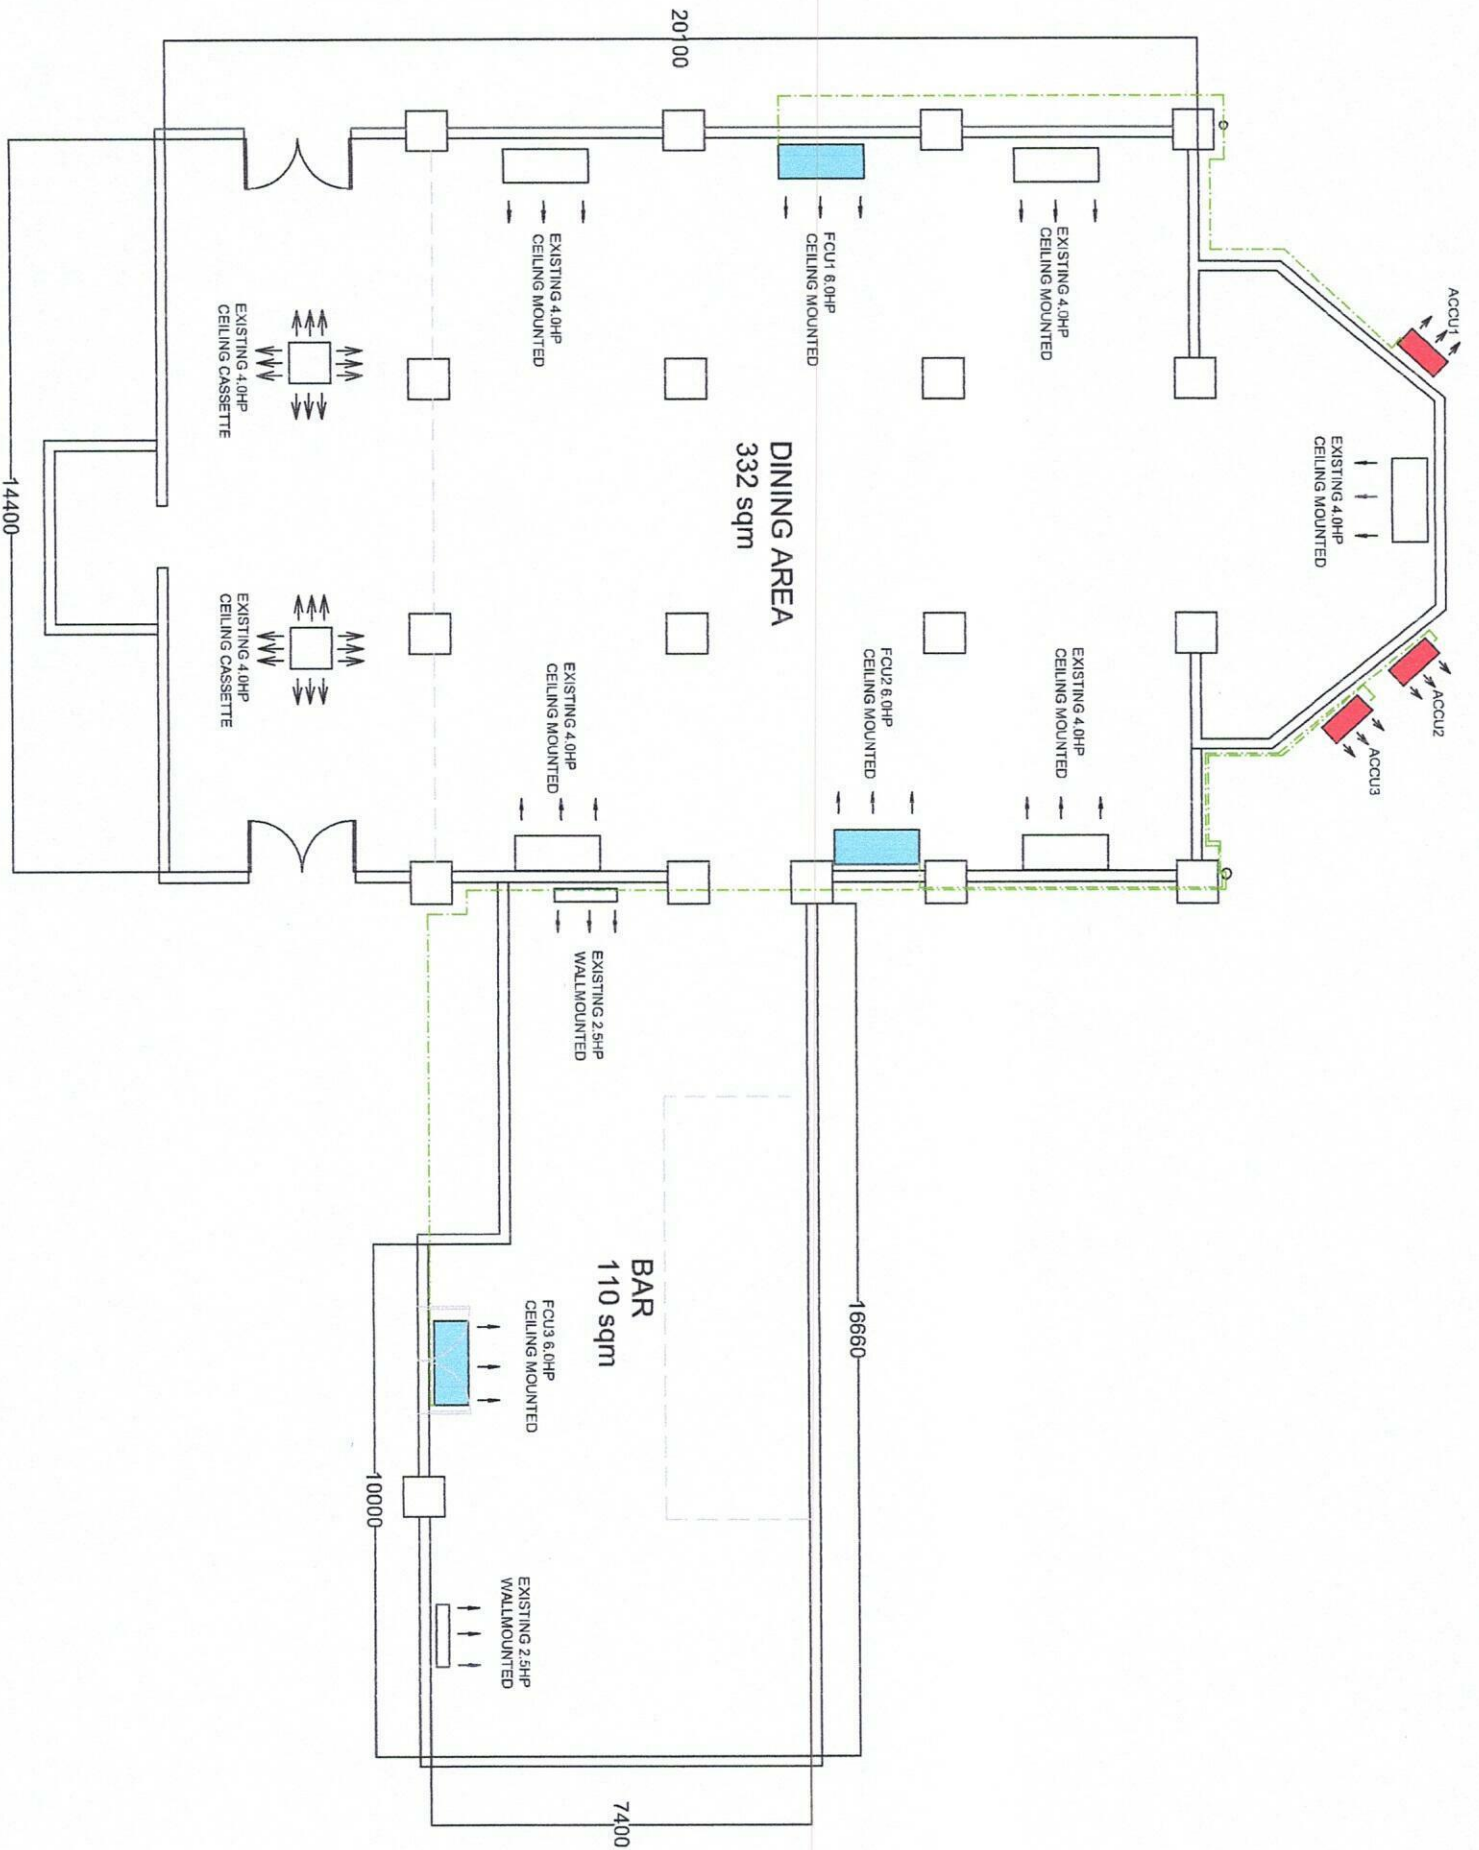 20100
14400
EXISTING 4.0HP
CEILING MOUNTED
FCU1 6.0HP
CEILING MOUNTED
EXISTING 4.0HP
CEILING MOUNTED
ACCU1
EXISTING 4.0HP
CEILING CASSETTE
DINING AREA
332 sqm
EXISTING 4.0HP
CEILING MOUNTED
EXISTING 4.0HP
CEILING CASSETTE
EXISTING 4.0HP
CEILING MOUNTED
FCU2 6.0HP
CEILING MOUNTED
EXISTING 4.0HP
CEILING MOUNTED
ACCU2
ACCU3
EXISTING 2.5HP
WALLMOUNTED
BAR
110 sqm
16660
FCU3 6.0HP
CEILING MOUNTED
10000
EXISTING 2.5HP
WALLMOUNTED
7400